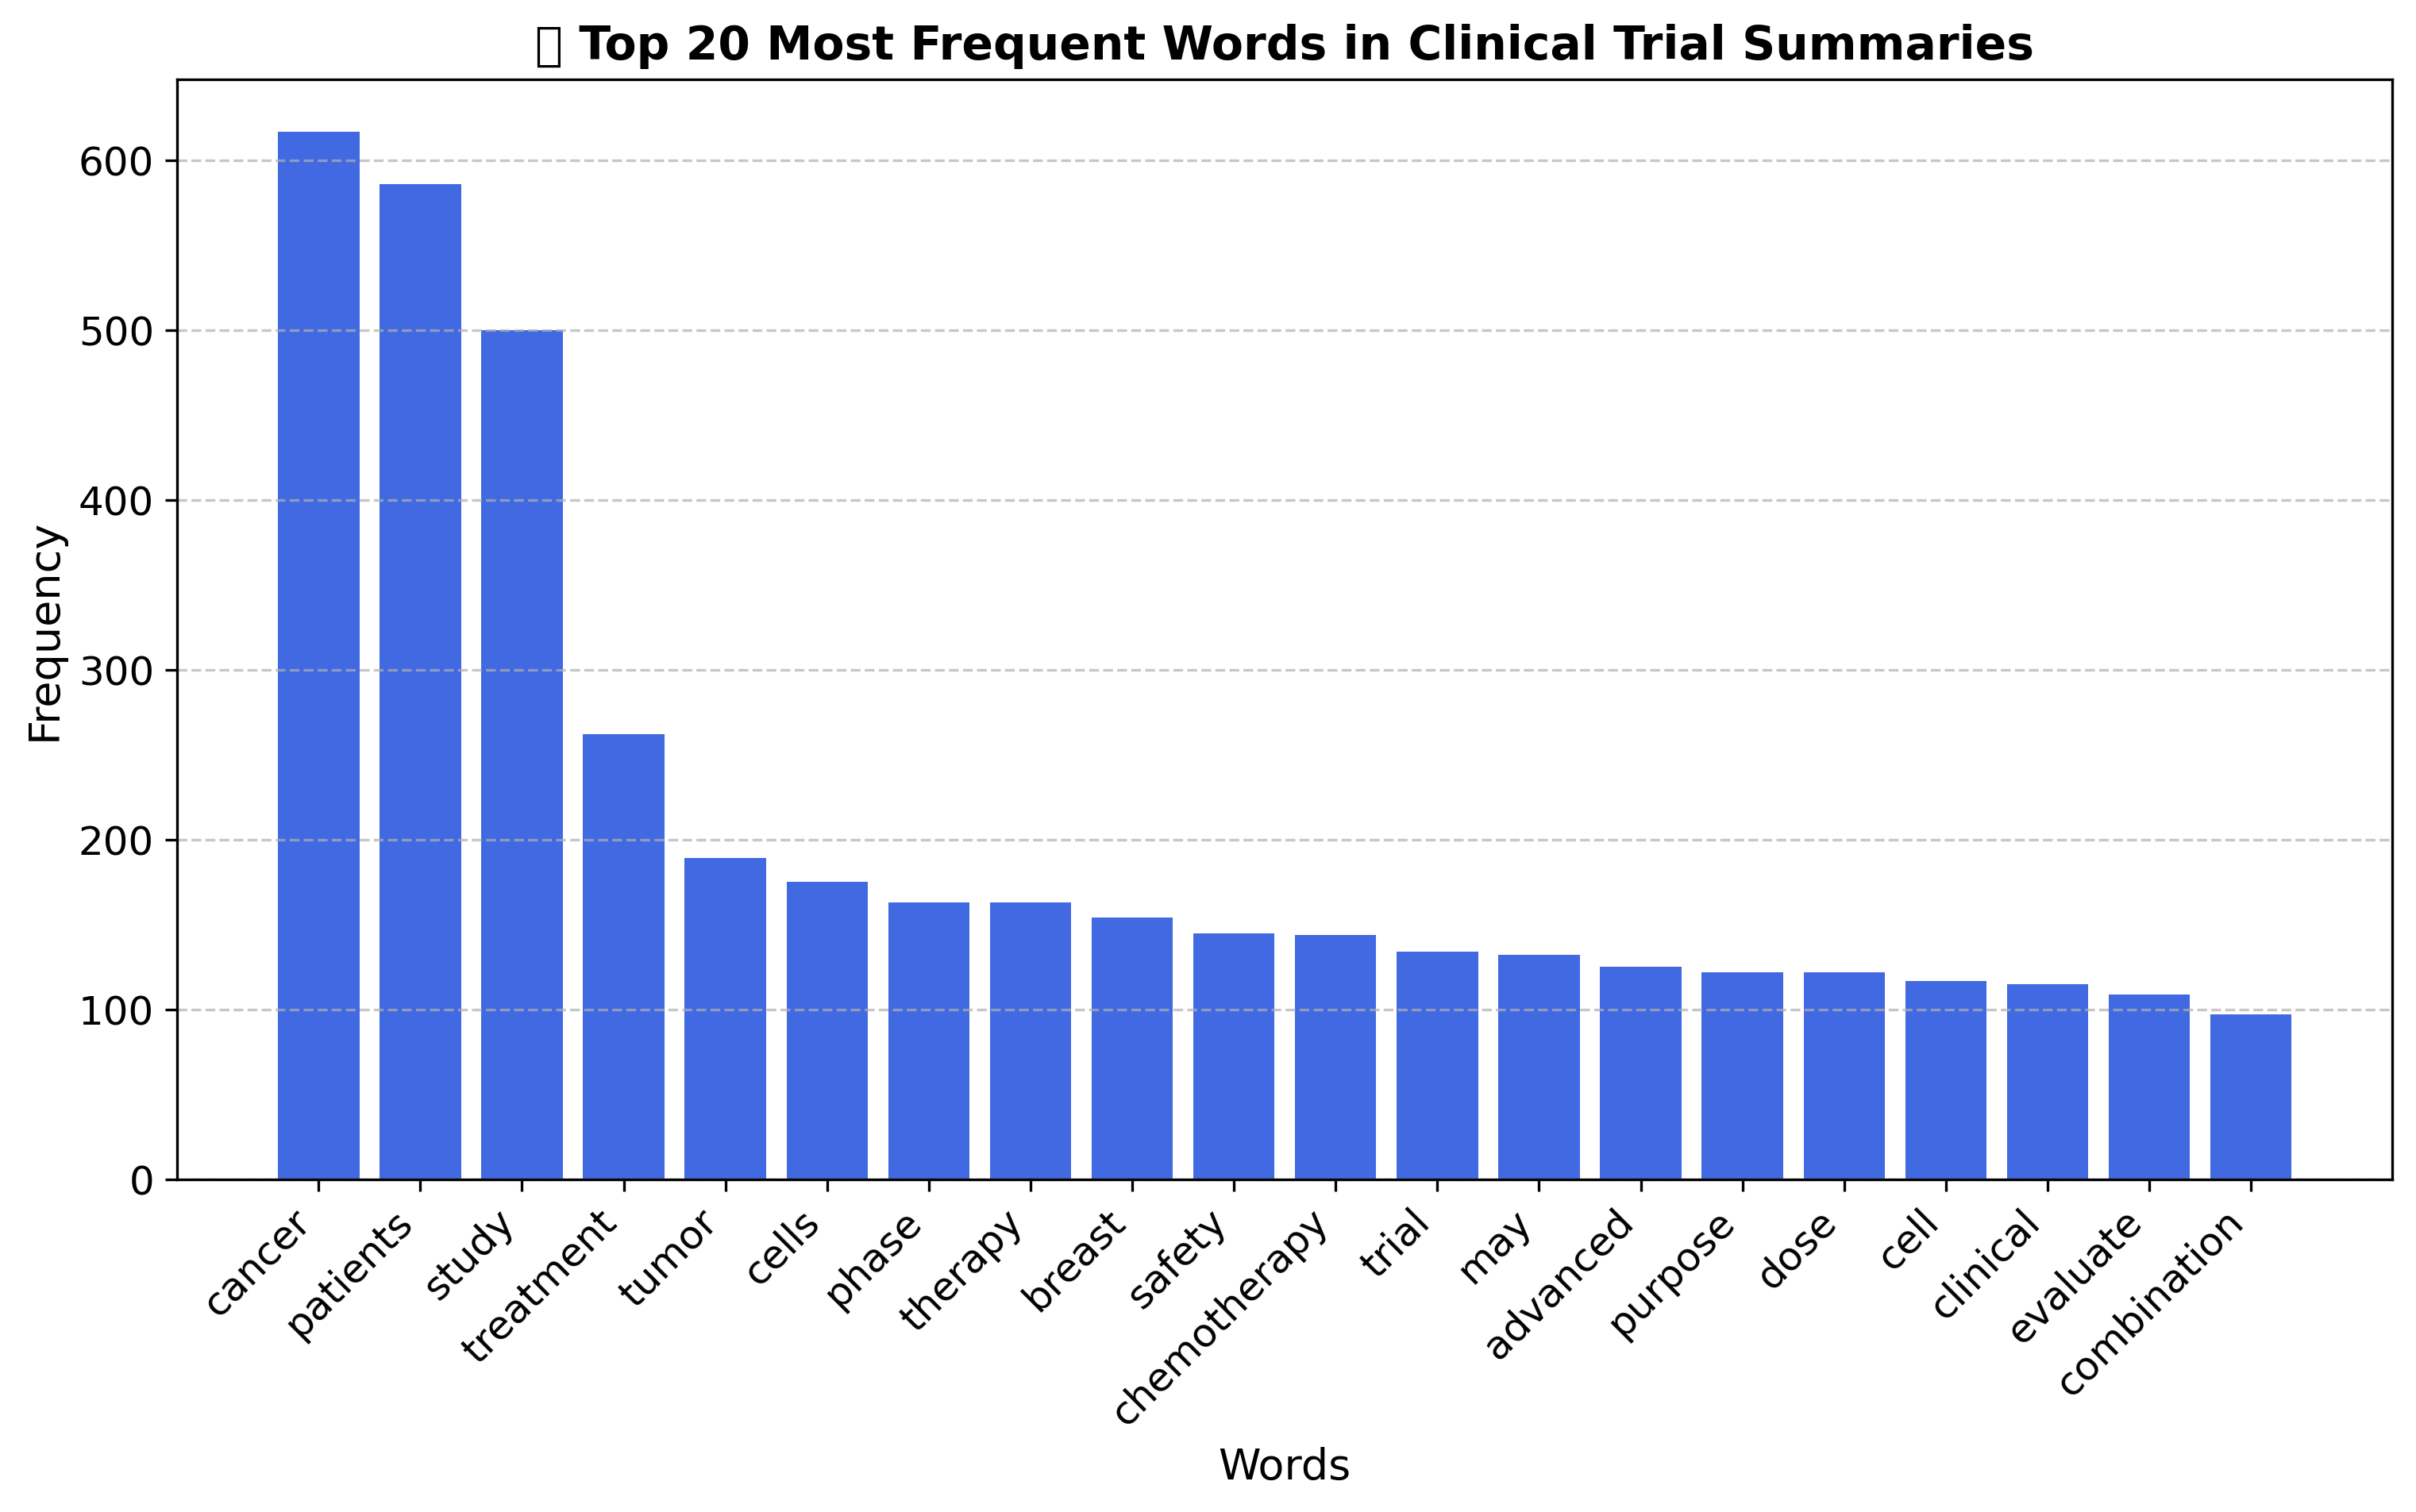 Top 20 Most Frequent Words in Clinical Trial Summaries
Frequency
600
500
400
300
200
100
0
cancer
patients
study
treatment
tumor
cells
phase
therapy
breast
safety
chemotherapy
trial
may
advanced
purpose
dose
cell
clinical
evaluate
combination
Words